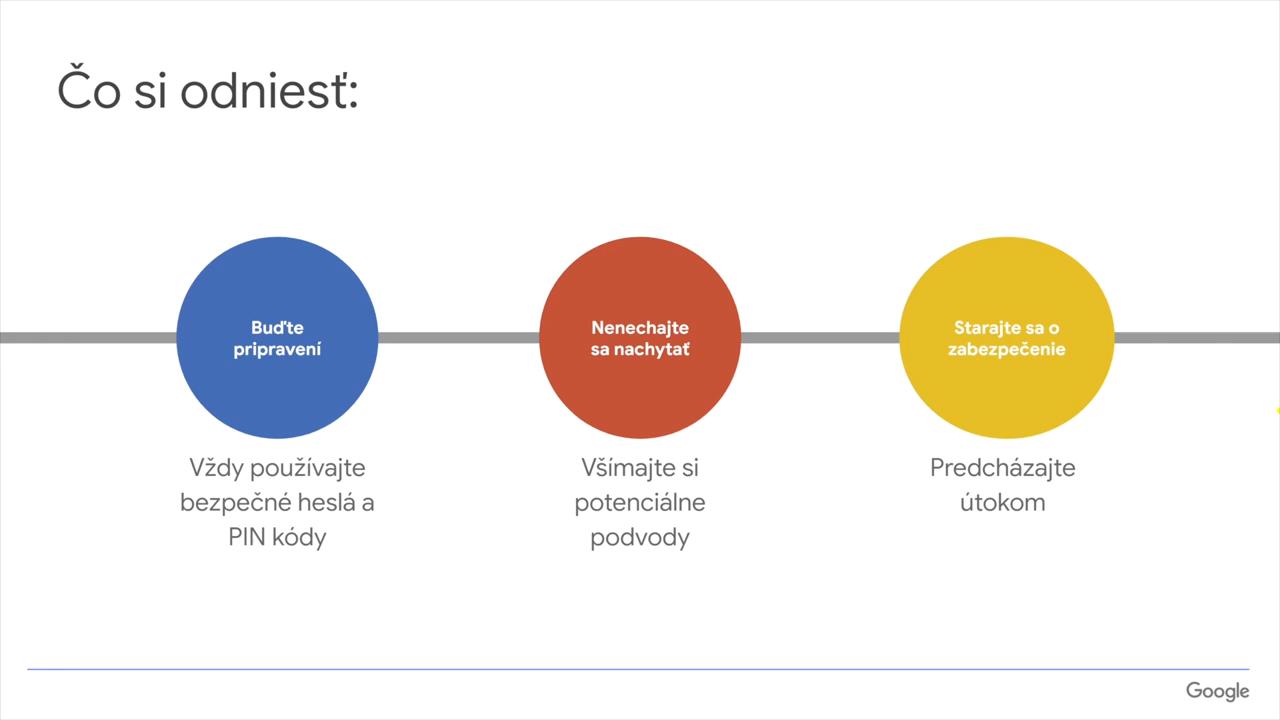 Čo si odniesť:
Buďte
pripravení
Vždy používajte
bezpečné heslá a
PIN kódy
Nenechajte
sa nachytať
Všímajte si
potenciálne
podvody
Starajte sa o
zabezpečenie
Predcházajte
útokom
Google